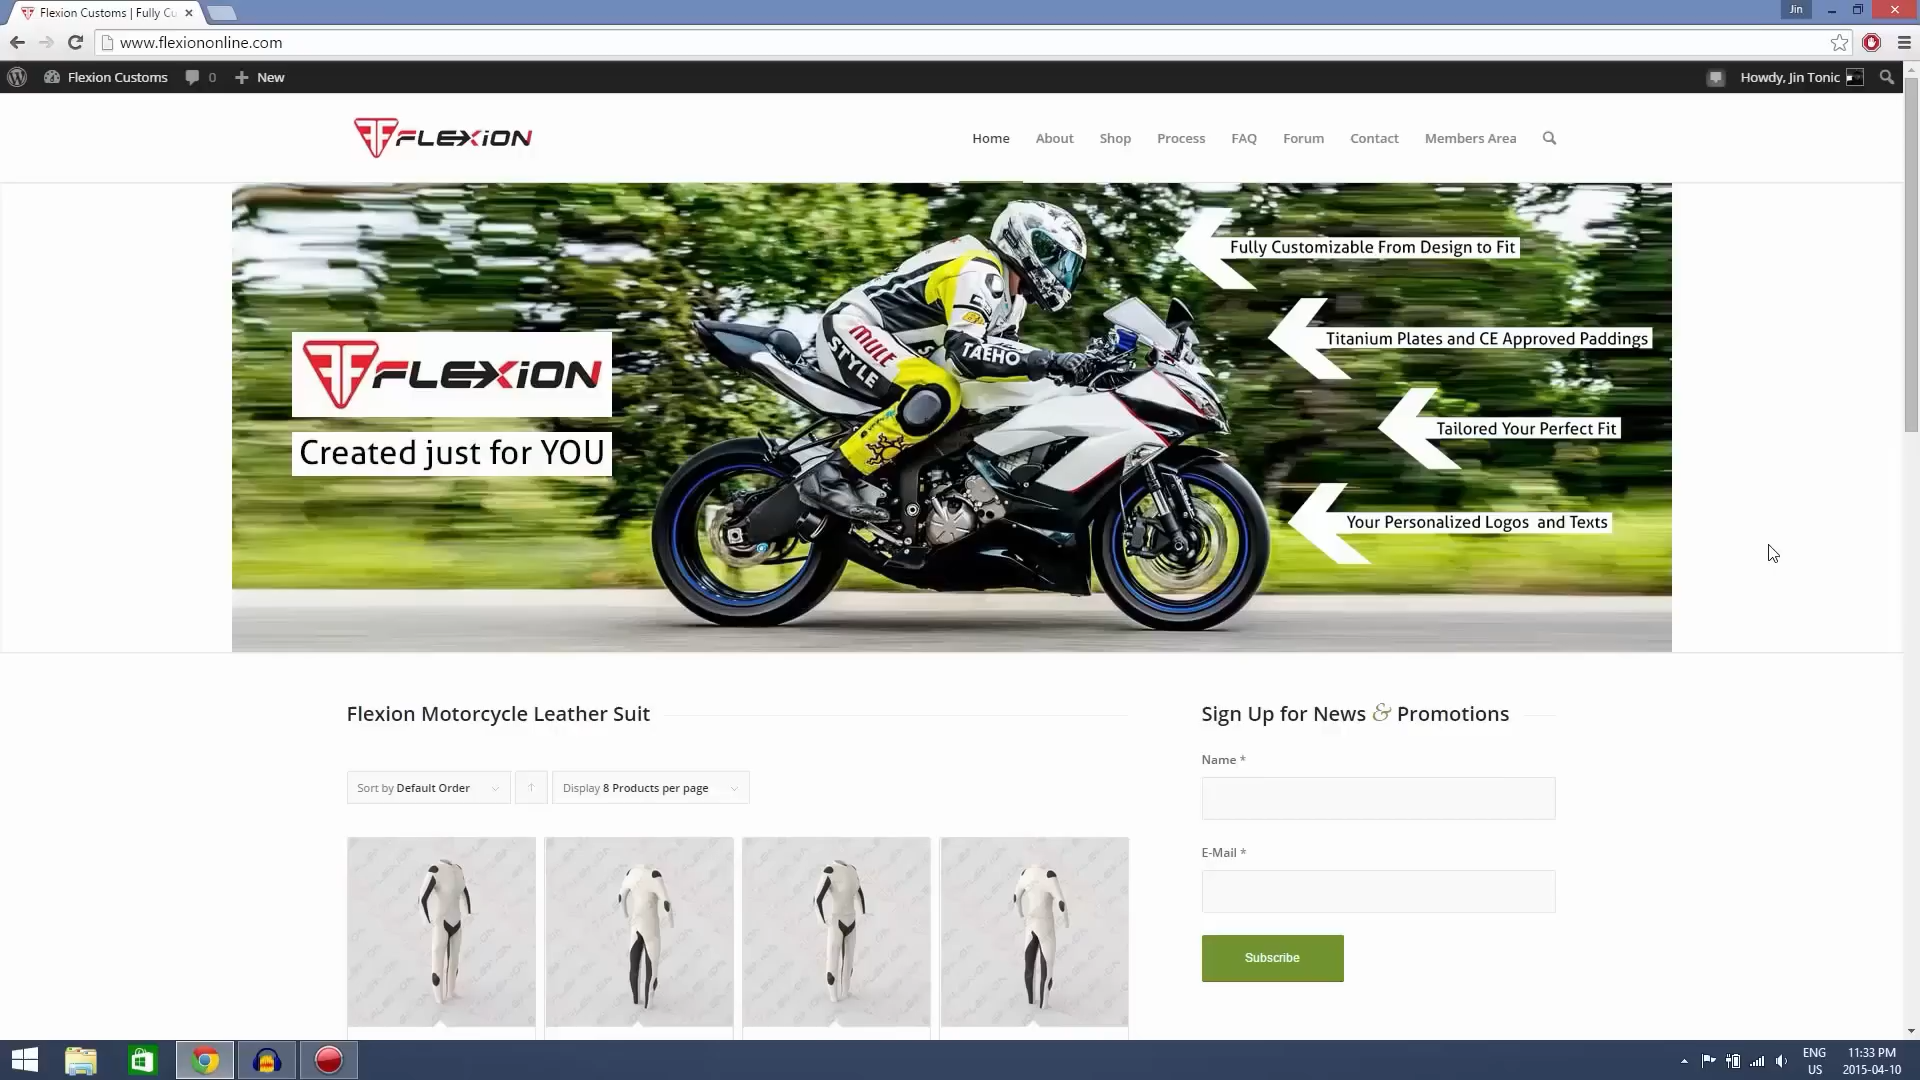 Flexion Customs | Fully Cu
Jin
www.flexiononline.com
Flexion Customs
0
New
Howdy, Jin Tonic
FLEXiON
Home
About
Shop
Process
FAQ
Forum
Contact
Members Area
Fully Customizable From Design to Fit
Titanium Plates and CE Approved Paddings
FLEXiON
MULE
STYLE
TAEHO
Created just for YOU
Tailored Your Perfect Fit
Your Personalized Logos and Texts
Flexion Motorcycle Leather Suit
Sign Up for News & Promotions
Name *
Sort by Default Order
Display 8 Products per page
E-Mail *
Subscribe
ENG
US
11:33 PM
2015-04-10